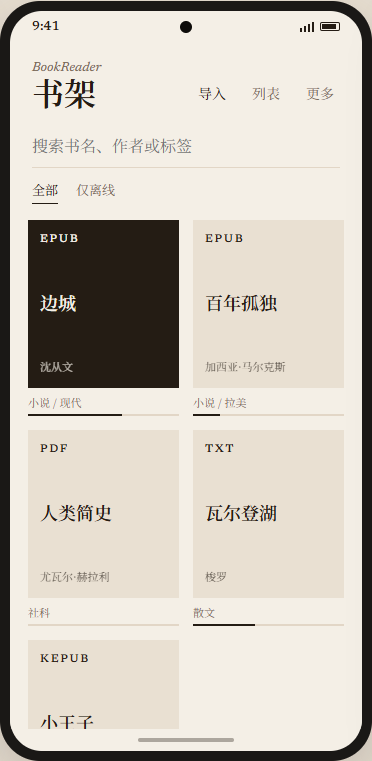 9:41
BookReader
书架
导入 列表 更多
搜索书名、作者或标签
全部 仅离线
EPUB
边城
沈从文
小说 / 现代
EPUB
百年孤独
加西亚·马尔克斯
小说 / 拉美
PDF
人类简史
尤瓦尔·赫拉利
社科
TXT
瓦尔登湖
梭罗
散文
KEPUB
小王子